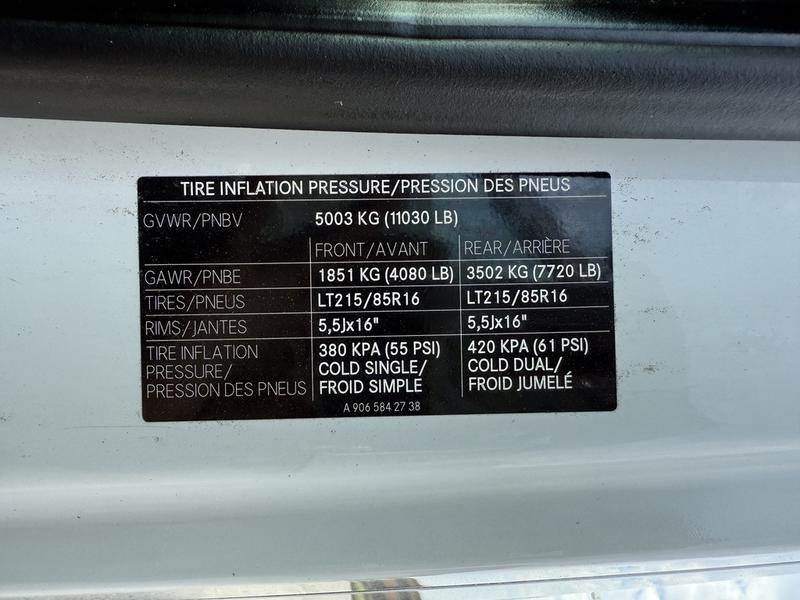 TIRE INFLATION PRESSURE/PRESSION DES PNEUS
GVWR/PNBV 5003 KG (11030 LB)
FRONT/AVANT REAR/ARRIÈRE
GAWR/PNBE 1851 KG (4080 LB) 3502 KG (7720 LB)
TIRES/PNEUS LT215/85R16 LT215/85R16
RIMS/JANTES 5,5Jx16" 5,5Jx16"
TIRE INFLATION 380 KPA (55 PSI) 420 KPA (61 PSI)
PRESSURE/ COLD SINGLE/ COLD DUAL/
PRESSION DES PNEUS FROID SIMPLE FROID JUMELÉ
A 906 584 27 38